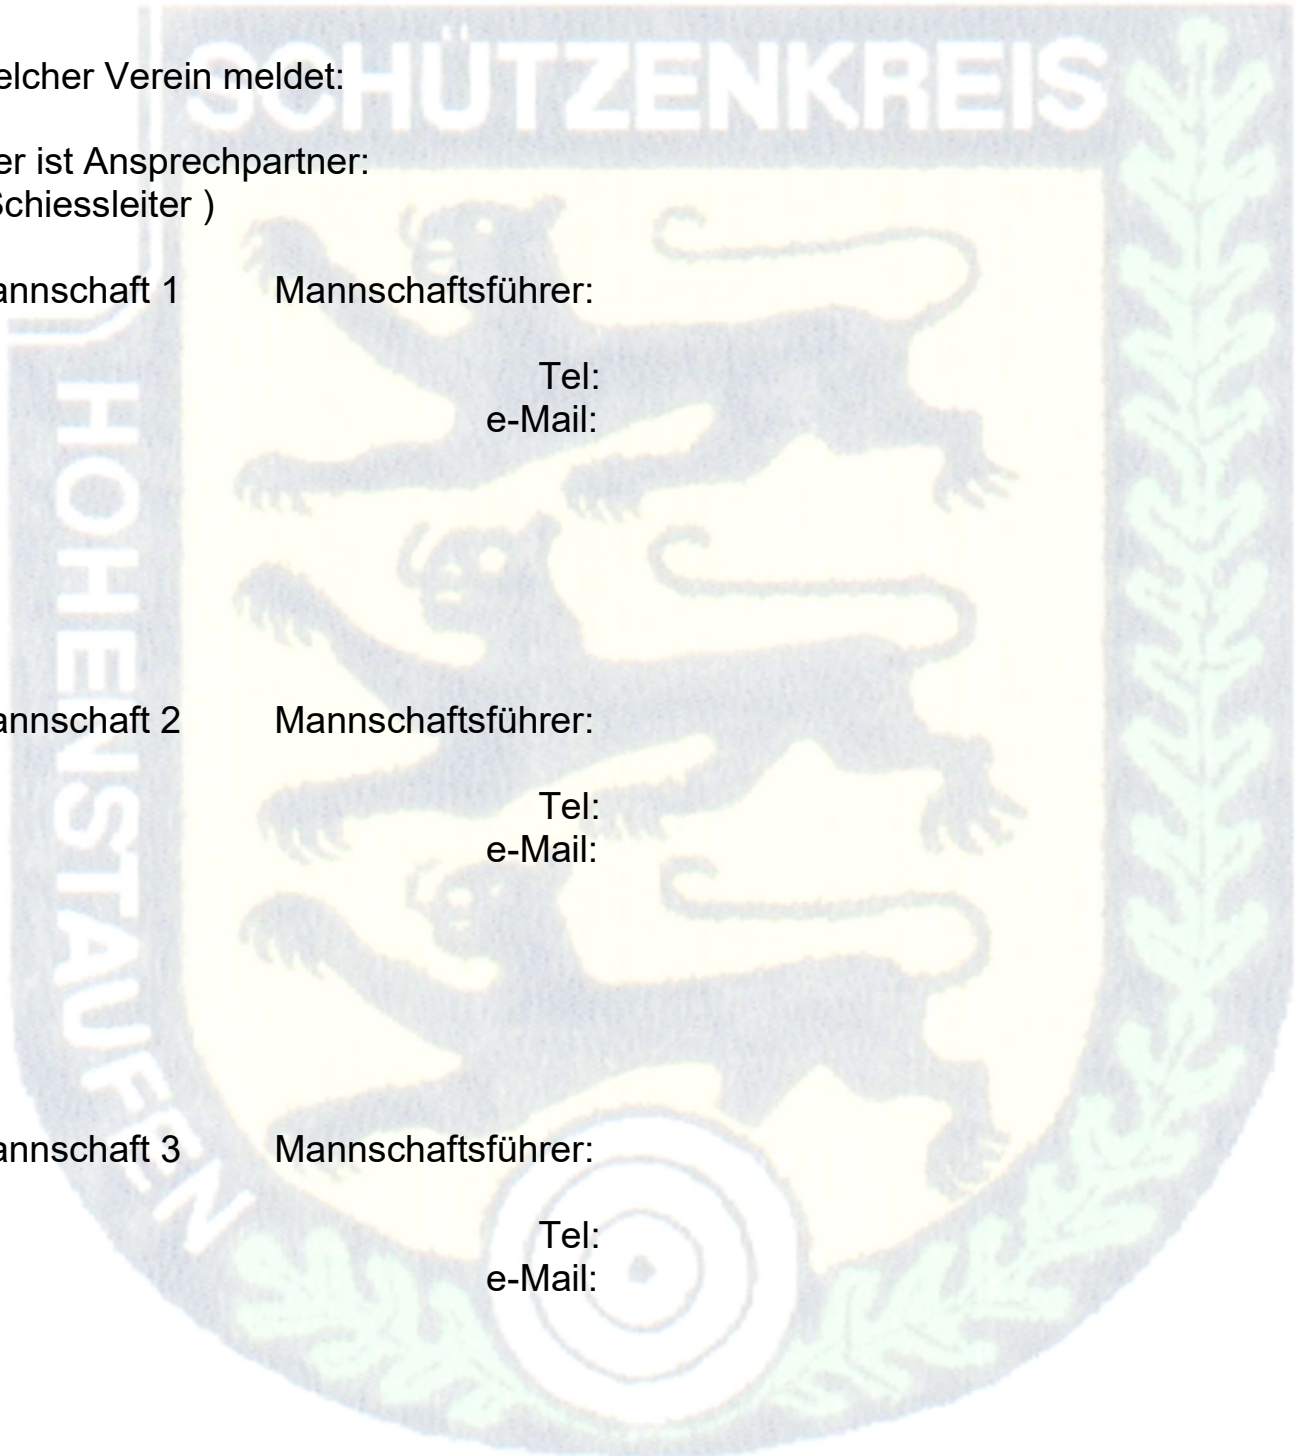 SCHÜTZENKREIS
HOHENSTAUFEN
elcher Verein meldet:
er ist Ansprechpartner:
Schiessleiter )
annschaft 1 Mannschaftsführer:
Tel:
e-Mail:
annschaft 2 Mannschaftsführer:
Tel:
e-Mail:
annschaft 3 Mannschaftsführer:
Tel:
e-Mail: